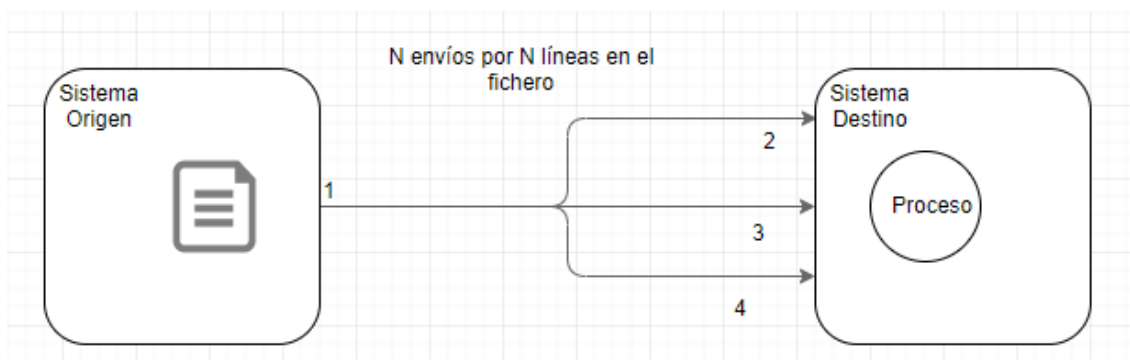 N envíos por N líneas en el
fichero
Sistema
Origen
1
2
3
4
Sistema
Destino
Proceso